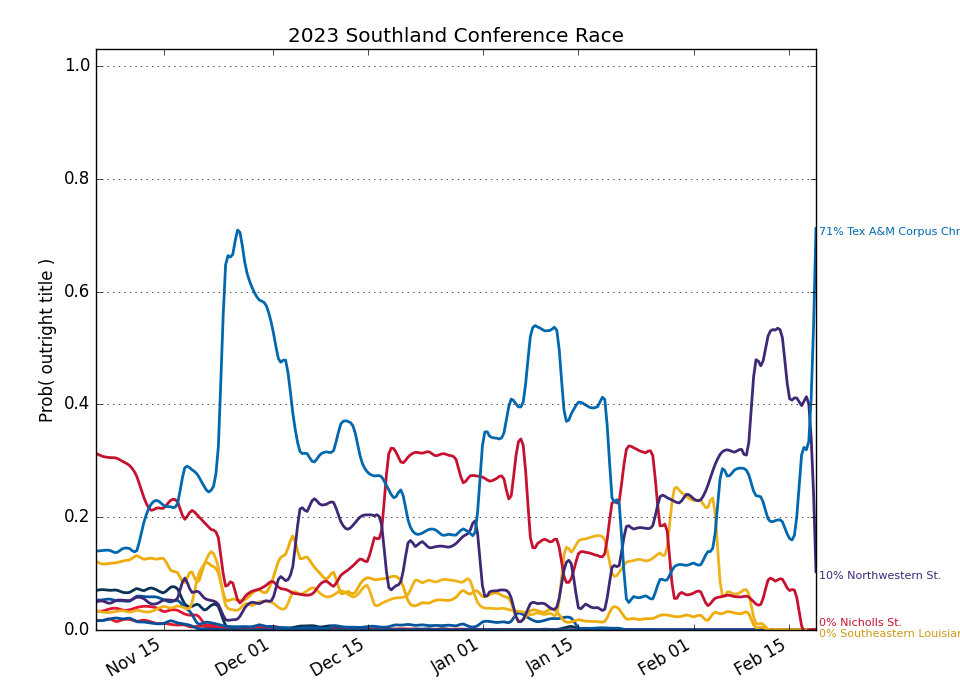 2023 Southland Conference Race
Prob( outright title )
1.0
0.8
0.6
0.4
0.2
0.0
Nov 15
Dec 01
Dec 15
Jan 01
Jan 15
Feb 01
Feb 15
71% Tex A&M Corpus Chr
10% Northwestern St.
0% Nicholls St.
0% Southeastern Louisian